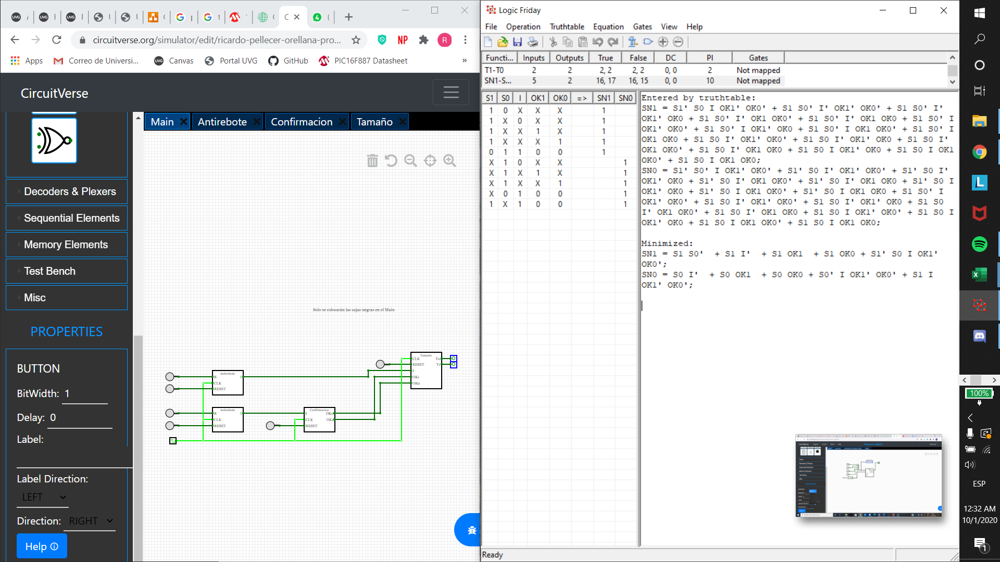 circuitverse.org/simulator/edit/ricardo-pellecer-orellana-pro...
NP
R
Apps
Correo de Universi...
Canvas
Portal UVG
GitHub
PIC16F887 Datasheet
»
CircuitVerse
Main
Antirebote
Confirmacion
Tamaño
Decoders & Plexers
Sequential Elements
Memory Elements
Test Bench
Misc
PROPERTIES
BUTTON
BitWidth: 1
Delay: 0
Label:
Label Direction:
LEFT
Direction: RIGHT
Help
Solo se colocarán las cajas negras en el Main
Antirebote
B I
CLK
RESET
Antirebote
B I
CLK
RESET
Confirmacion
I OK0
CLK OK1
RESET
Tamaño
CLK T0
RESET T1
I
OK1
OK0
Logic Friday
File Operation Truthtable Equation Gates View Help
Functi... Inputs Outputs True False DC PI Gates
T1-T0 2 2 2, 2 2, 2 0, 0 2 Not mapped
SN1-S... 5 2 16, 17 16, 15 0, 0 10 Not mapped
S1 S0 I OK1 OK0 => SN1 SN0
1 0 X X X 1
1 X 0 X X 1
1 X X 1 X 1
1 X X X 1 1
0 1 1 0 0 1
X 1 0 X X 1
X 1 X 1 X 1
X 1 X X 1 1
X 0 1 0 0 1
1 X 1 0 0 1
Entered by truthtable:
SN1 = S1' S0 I OK1' OK0' + S1 S0' I' OK1' OK0' + S1 S0' I'
OK1' OK0 + S1 S0' I' OK1 OK0' + S1 S0' I' OK1 OK0 + S1 S0' I
OK1' OK0' + S1 S0' I OK1' OK0 + S1 S0' I OK1 OK0' + S1 S0' I
OK1 OK0 + S1 S0 I' OK1' OK0' + S1 S0 I' OK1' OK0 + S1 S0 I'
OK1 OK0' + S1 S0 I' OK1 OK0 + S1 S0 I OK1' OK0 + S1 S0 I OK1
OK0' + S1 S0 I OK1 OK0;
SN0 = S1' S0' I OK1' OK0' + S1' S0 I' OK1' OK0' + S1' S0 I'
OK1' OK0 + S1' S0 I' OK1 OK0' + S1' S0 I' OK1 OK0 + S1' S0 I
OK1' OK0 + S1' S0 I OK1 OK0' + S1' S0 I OK1 OK0 + S1 S0' I
OK1' OK0' + S1 S0 I' OK1' OK0' + S1 S0 I' OK1' OK0 + S1 S0
I' OK1 OK0' + S1 S0 I' OK1 OK0 + S1 S0 I OK1' OK0' + S1 S0 I
OK1' OK0 + S1 S0 I OK1 OK0' + S1 S0 I OK1 OK0;
Minimized:
SN1 = S1 S0' + S1 I' + S1 OK1 + S1 OK0 + S1' S0 I OK1'
OK0';
SN0 = S0 I' + S0 OK1 + S0 OK0 + S0' I OK1' OK0' + S1 I
OK1' OK0';
Ready
100%
ESP
12:32 AM
10/1/2020
1